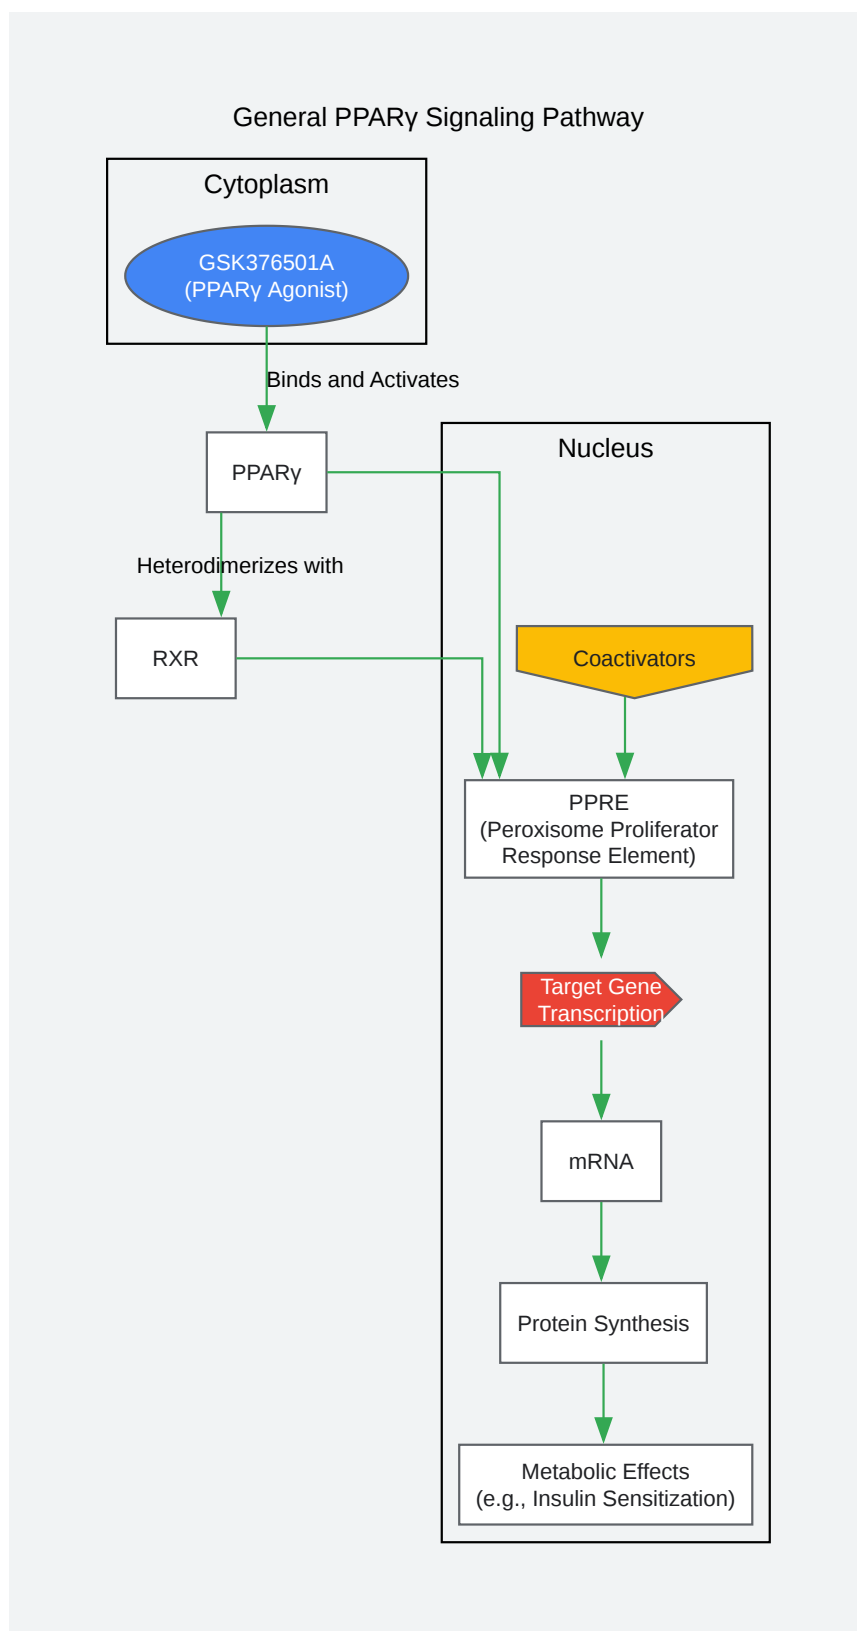 General PPARγ Signaling Pathway
Cytoplasm
GSK376501A
(PPARγ Agonist)
Binds and Activates
Nucleus
PPARγ
Heterodimerizes with
RXR
Coactivators
PPRE
(Peroxisome Proliferator
Response Element)
Target Gene
Transcription
mRNA
Protein Synthesis
Metabolic Effects
(e.g., Insulin Sensitization)